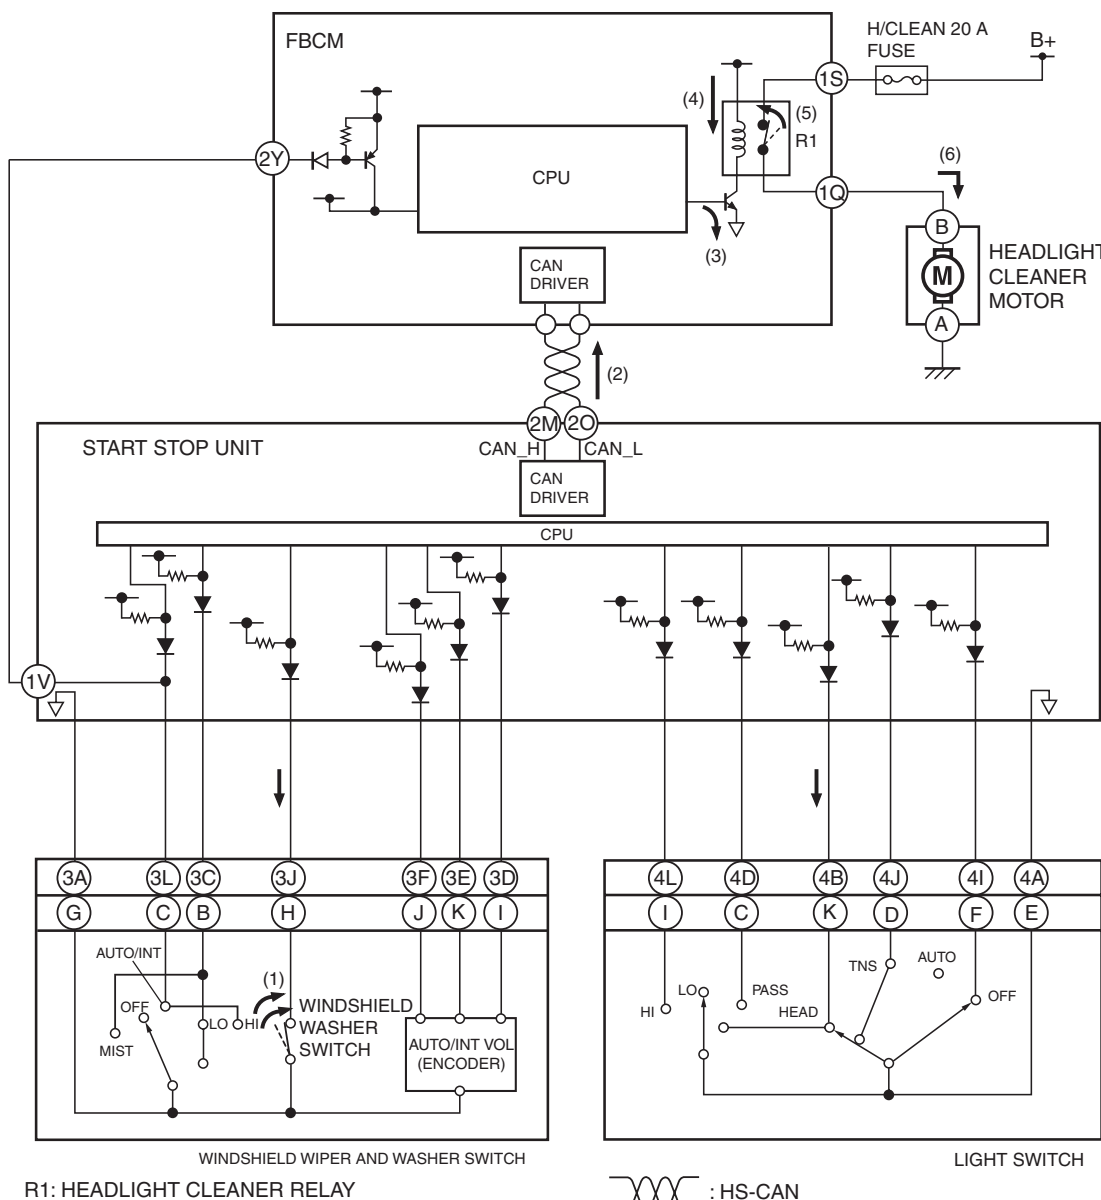 FBCM
H/CLEAN 20 A
FUSE
B+
1S
(4)
(5)
R1
2Y
CPU
(6)
1Q
(3)
B
M
A
HEADLIGHT
CLEANER
MOTOR
CAN
DRIVER
(2)
START STOP UNIT
2M
2O
CAN_H
CAN_L
CAN
DRIVER
CPU
1V
3A
3L
3C
3J
3F
3E
3D
G
C
B
H
J
K
I
4L
4D
4B
4J
4I
4A
I
C
K
D
F
E
AUTO/INT
OFF
MIST
LO
HI
(1)
WINDSHIELD
WASHER
SWITCH
AUTO/INT VOL
(ENCODER)
HI
LO
PASS
HEAD
TNS
AUTO
OFF
WINDSHIELD WIPER AND WASHER SWITCH
LIGHT SWITCH
R1: HEADLIGHT CLEANER RELAY
: HS-CAN